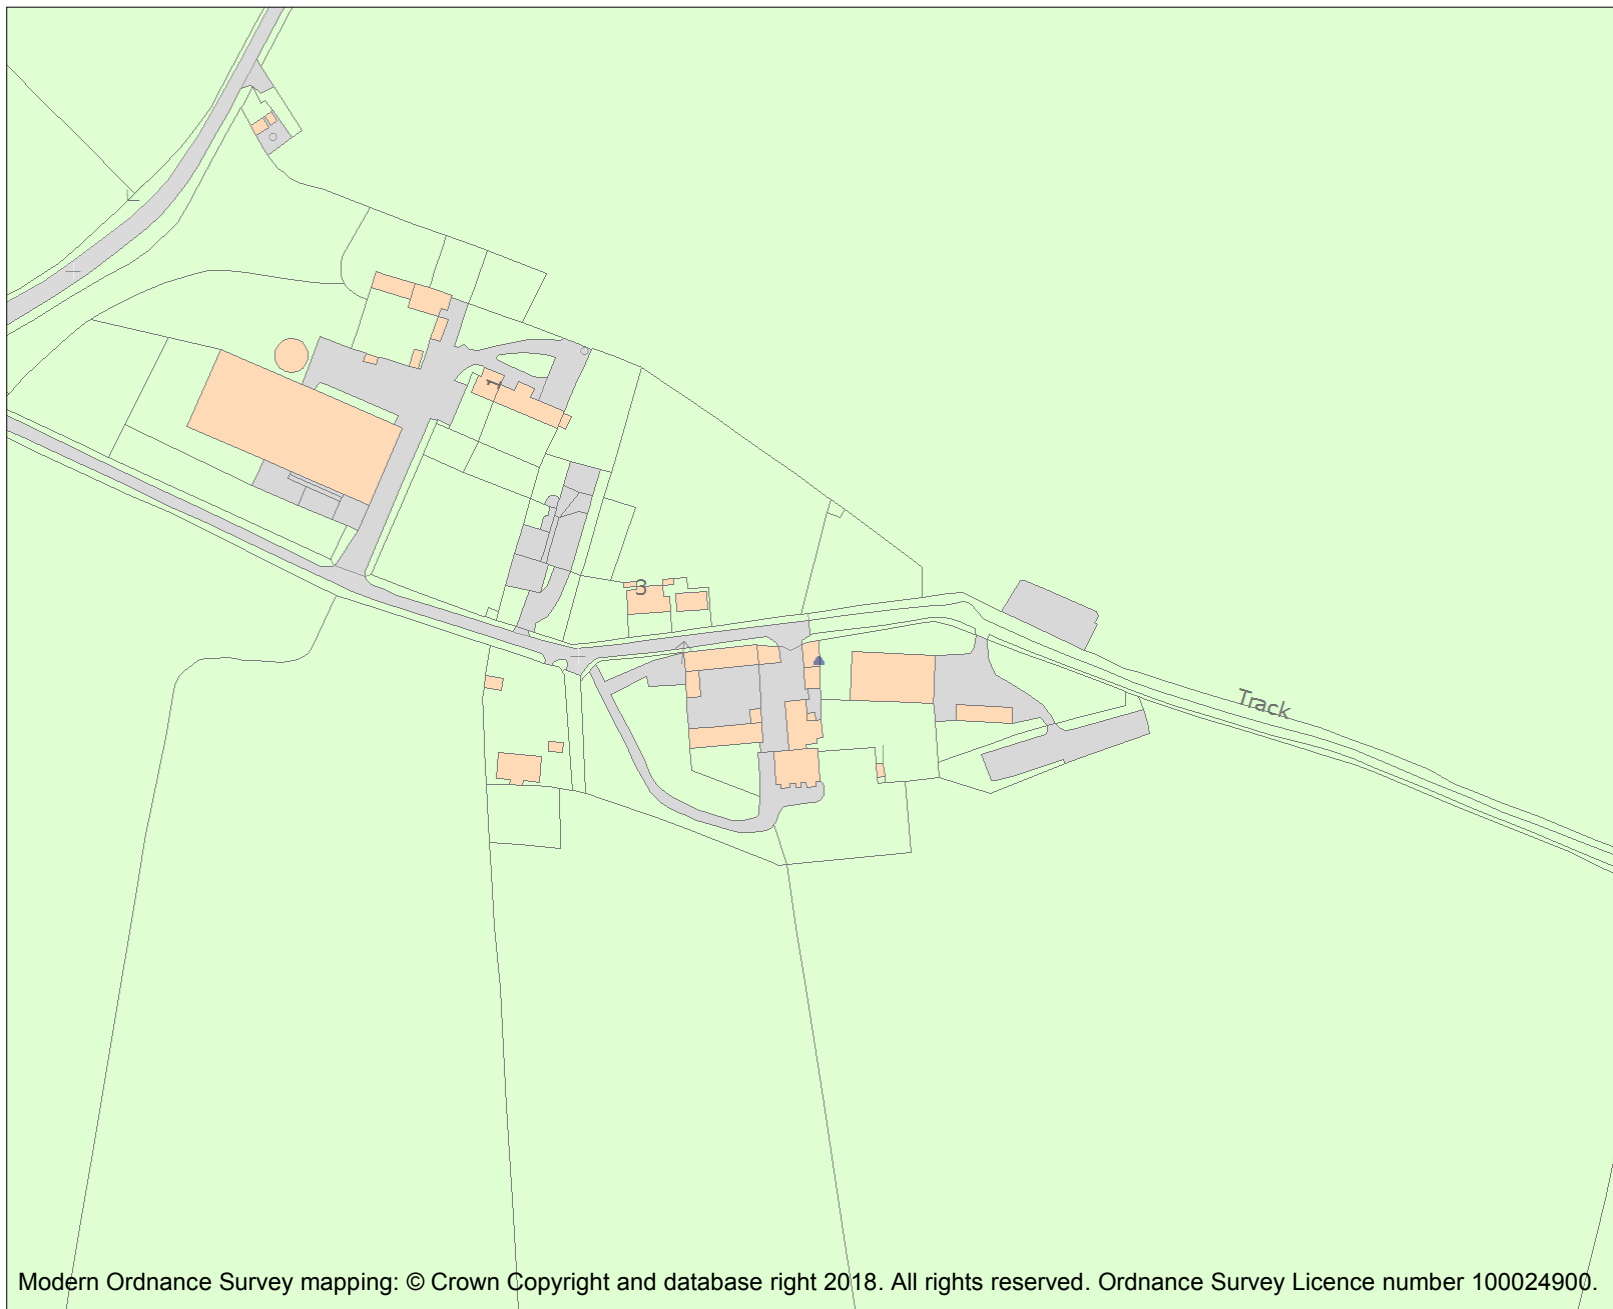 1
3
Track
Modern Ordnance Survey mapping: © Crown Copyright and database right 2018. All rights reserved. Ordnance Survey Licence number 100024900.